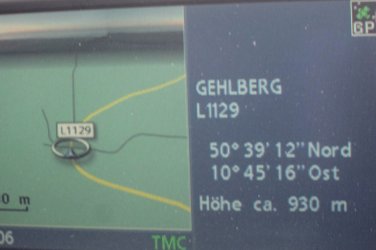 GP
GEHLBERG
L1129
L1129
50° 39' 12" Nord
10° 45' 16" Ost
Höhe ca. 930 m
0 m
06
TMC